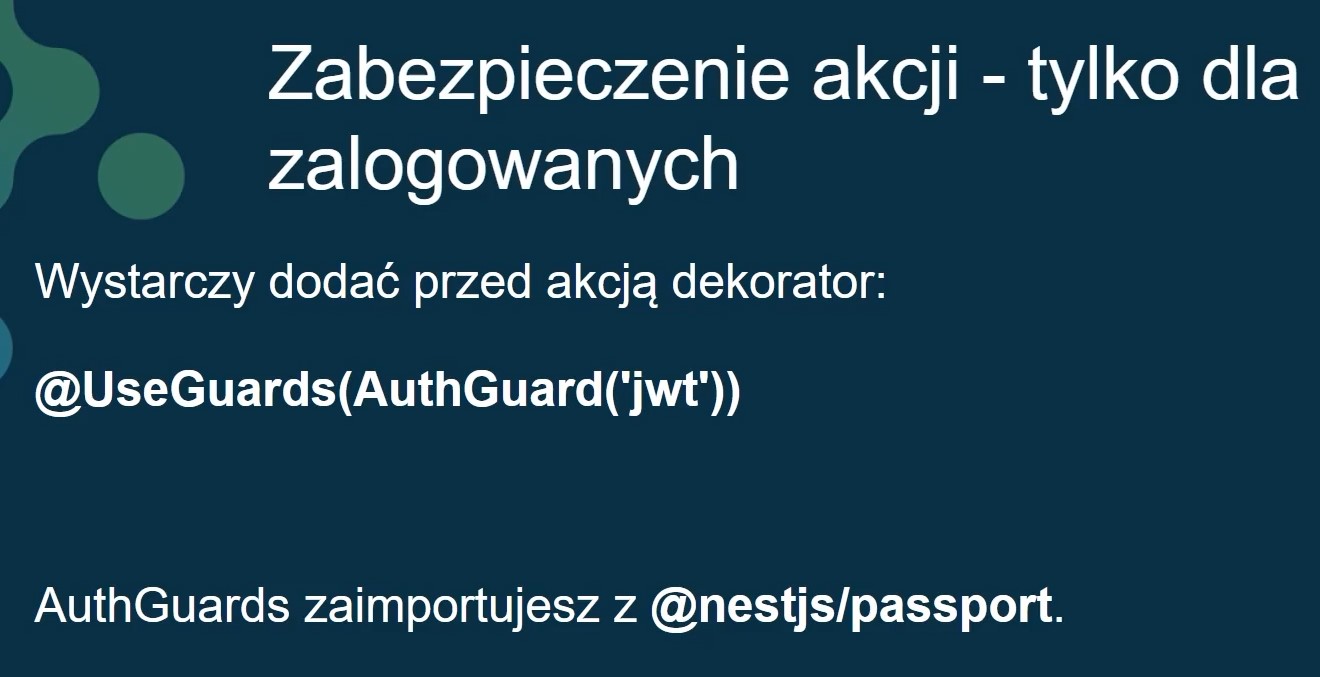 Zabezpieczenie akcji - tylko dla
zalogowanych
Wystarczy dodać przed akcją dekorator:
@UseGuards(AuthGuard('jwt'))
AuthGuards zaimportujesz z @nestjs/passport.